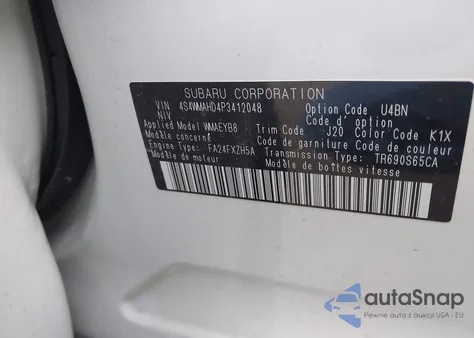 SUBARU CORPORATION
VIN 4S4WMAHD4P3412048 Option Code U4BN
NIV Code d' option
Applied Model WMAEYB8 Trim Code J20 Color Code K1X
Modèle concerné Code de garniture Code de couleur
Engine Type FA24FXZH5A Transmission Type: TR690S65CA
Modèle de moteur Modèle de boîtes vitesse
autoSnap
Pewne auta z aukcji USA i EU